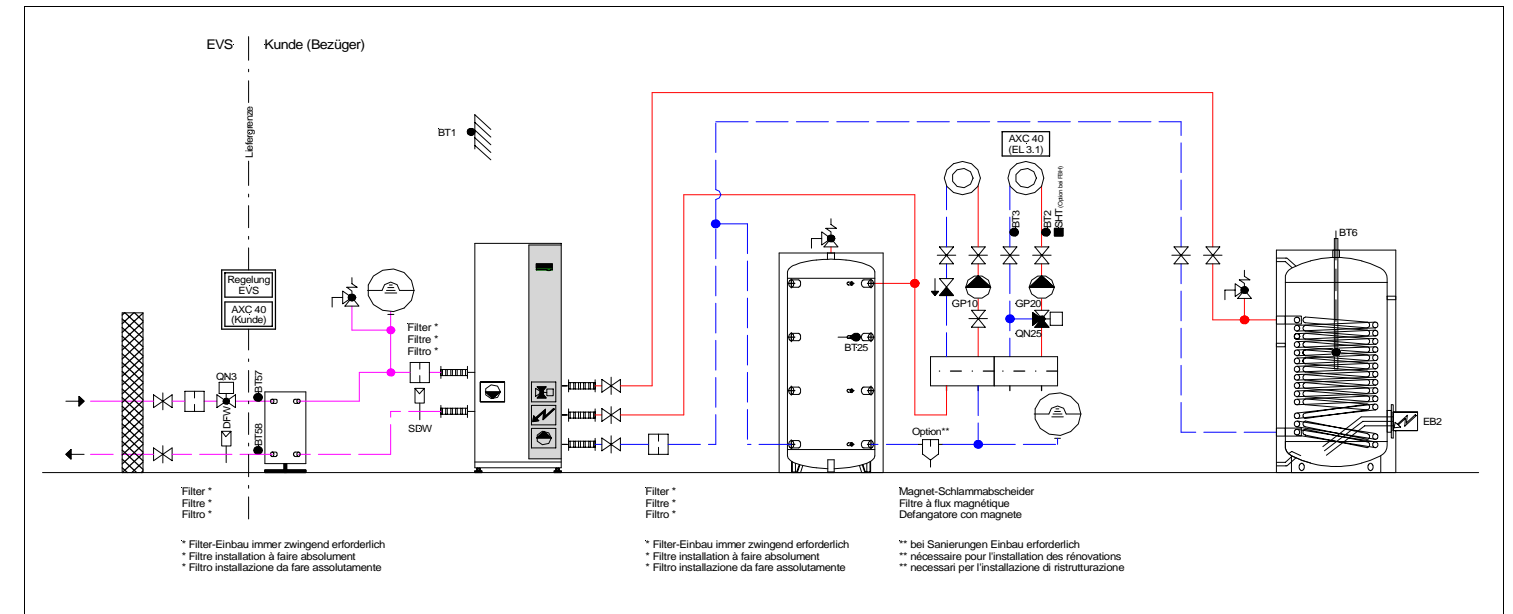 EVS
Kunde (Bezüger)
Liefergrenze
BT1
AXC 40
(EL 3.1)
SHT (Option bei FBH)
BT3
BT2
BT6
Regelung
EVS
AXC 40
(Kunde)
GP10
GP20
QN25
Filter *
Filtre *
Filtro *
BT25
QN3
BT57
DFW
BT58
SDW
Option**
EB2
Filter *
Filtre *
Filtro *
* Filter-Einbau immer zwingend erforderlich
* Filtre installation à faire absolument
* Filtro installazione da fare assolutamente
Filter *
Filtre *
Filtro *
* Filter-Einbau immer zwingend erforderlich
* Filtre installation à faire absolument
* Filtro installazione da fare assolutamente
Magnet-Schlammabscheider
Filtre à flux magnétique
Defangatore con magnete
** bei Sanierungen Einbau erforderlich
** nécessaire pour l'installation des rénovations
** necessari per l'installazione di ristrutturazione